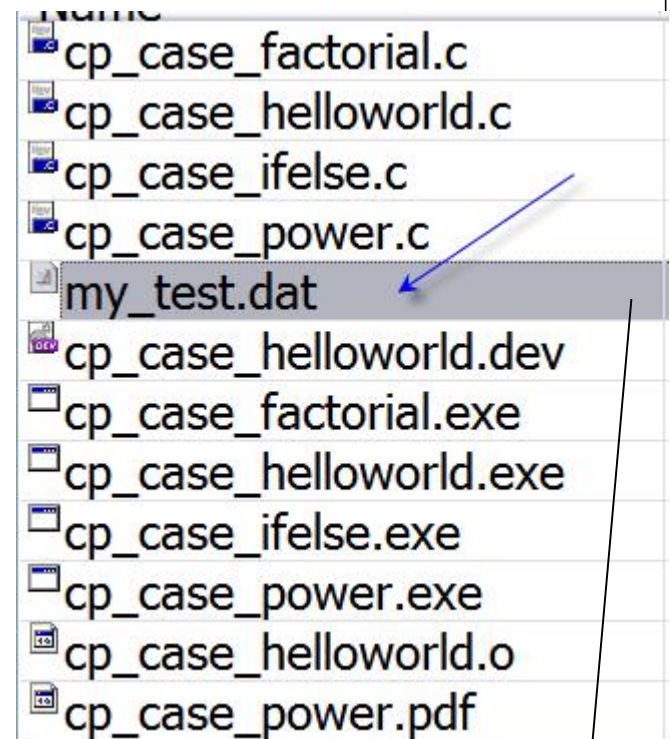 Name
cp_case_factorial.c
cp_case_helloworld.c
cp_case_ifelse.c
cp_case_power.c
my_test.dat
cp_case_helloworld.dev
cp_case_factorial.exe
cp_case_helloworld.exe
cp_case_ifelse.exe
cp_case_power.exe
cp_case_helloworld.o
cp_case_power.pdf